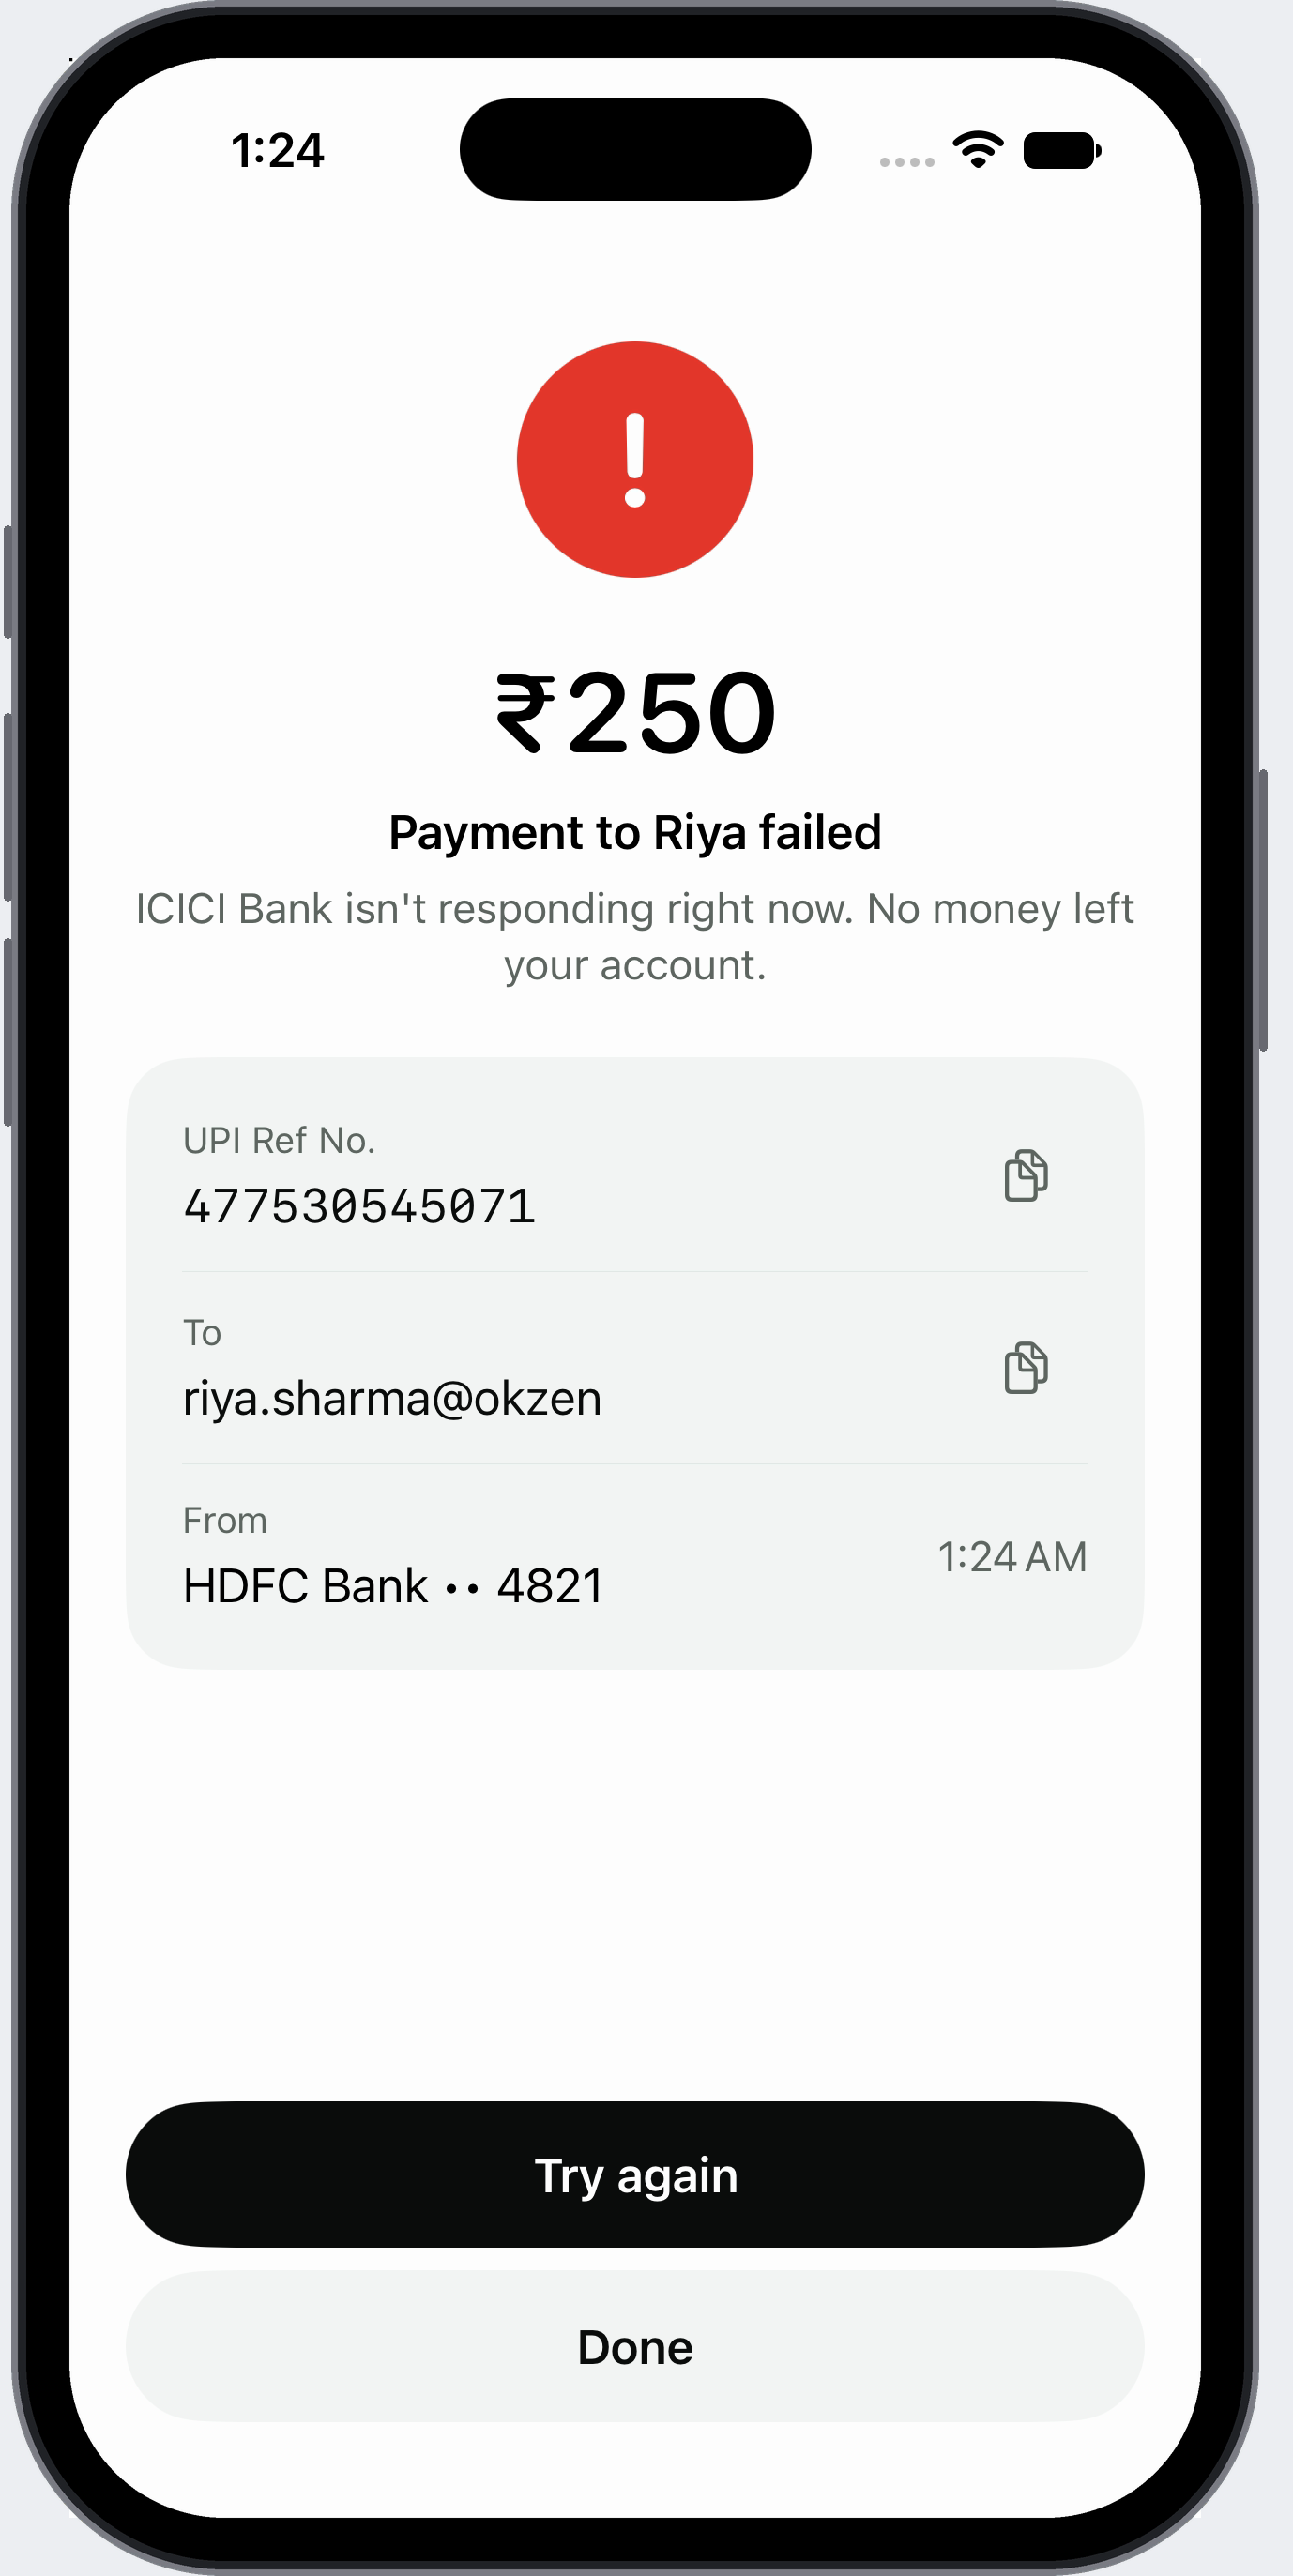 1:24
₹250
Payment to Riya failed
ICICI Bank isn't responding right now. No money left
your account.
UPI Ref No.
477530545071
To
riya.sharma@okzen
From
HDFC Bank •• 4821
1:24 AM
Try again
Done